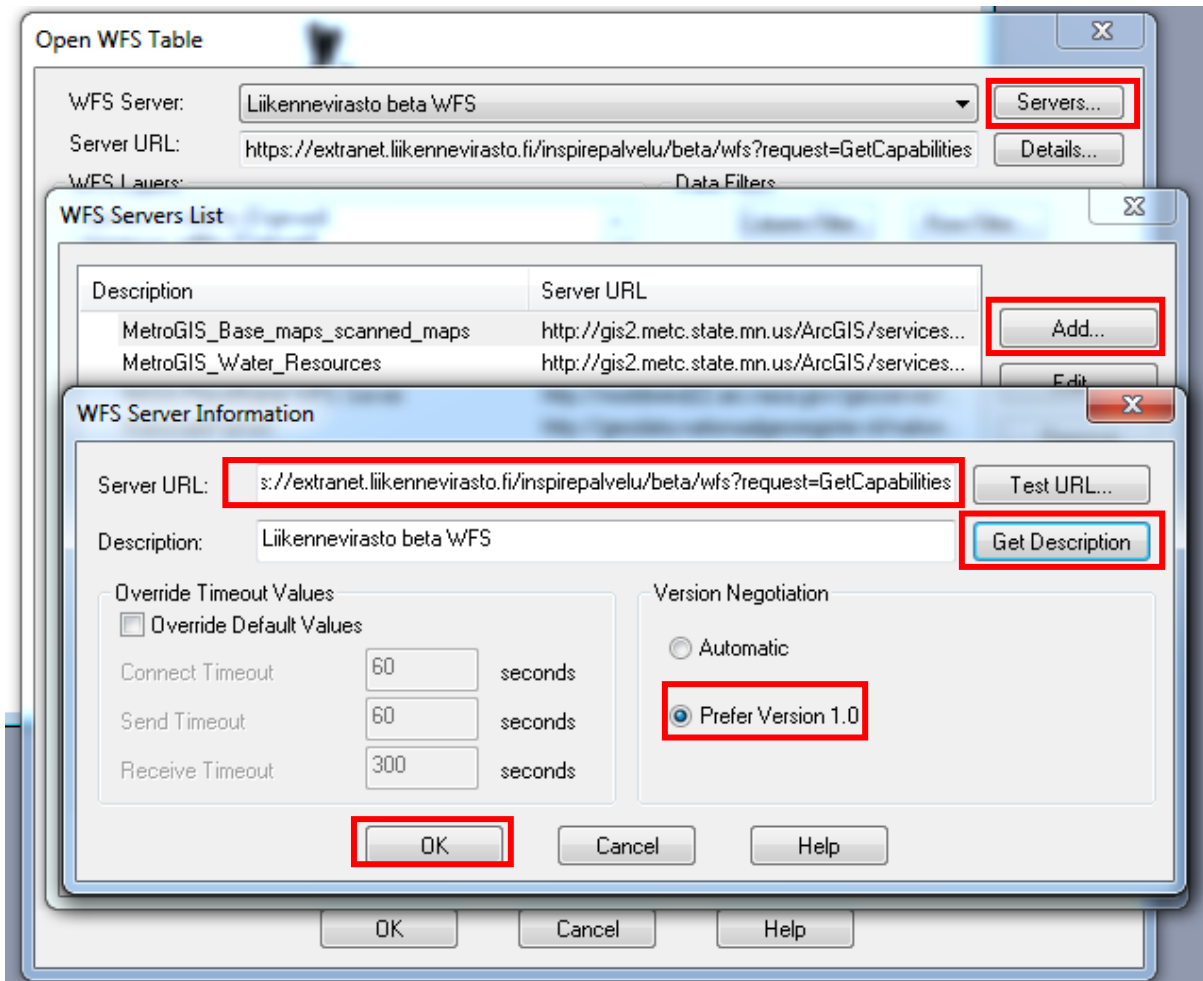 Open WFS Table
WFS Server: Liikennevirasto beta WFS Servers...
Server URL: https://extranet.liikennevirasto.fi/inspirepalvelu/beta/wfs?request=GetCapabilities Details...
WFS Layers: Data Filters
WFS Servers List
Description Server URL
MetroGIS_Base_maps_scanned_maps http://gis2.metc.state.mn.us/ArcGIS/services... Add...
MetroGIS_Water_Resources http://gis2.metc.state.mn.us/ArcGIS/services...
Edit...
WFS Server Information
Server URL: s://extranet.liikennevirasto.fi/inspirepalvelu/beta/wfs?request=GetCapabilities Test URL...
Description: Liikennevirasto beta WFS Get Description
Override Timeout Values Version Negotiation
Override Default Values
Automatic
Connect Timeout 60 seconds
Send Timeout 60 seconds
Prefer Version 1.0
Receive Timeout 300 seconds
OK Cancel Help
OK Cancel Help